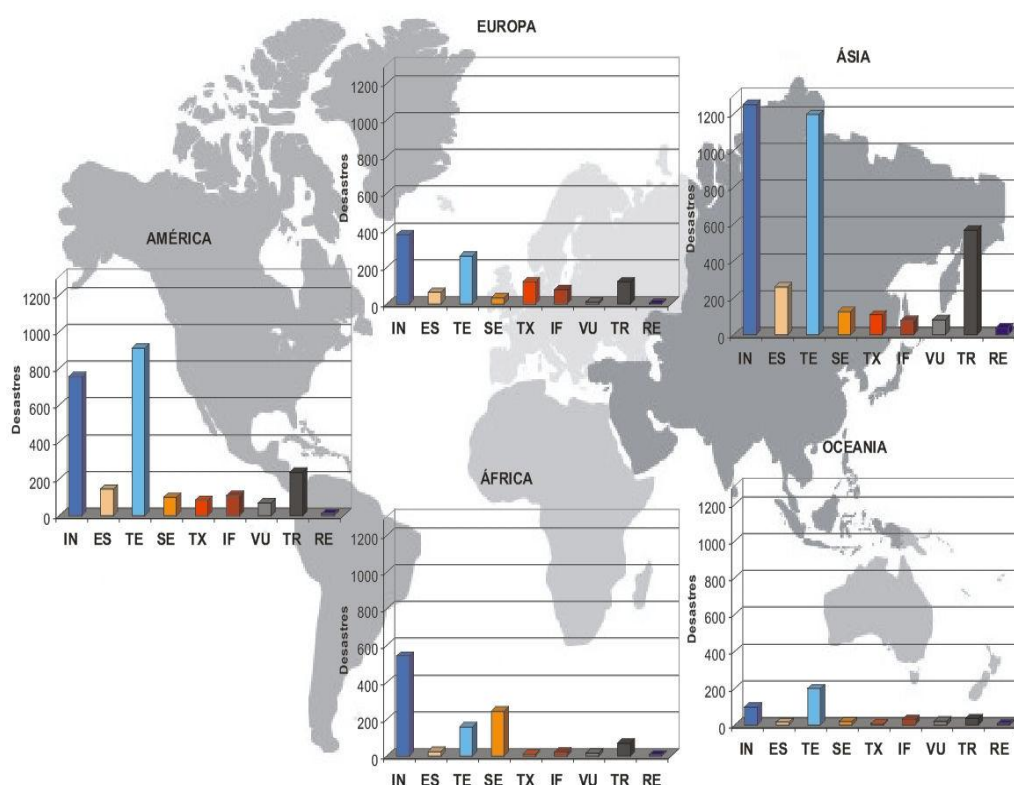 EUROPA
1200
1000
800
600
400
200
0
Desastres
IN ES TE SE TX IF VU TR RE
ÁSIA
1200
1000
800
600
400
200
0
Desastres
IN ES TE SE TX IF VU TR RE
AMÉRICA
1200
1000
800
600
400
200
0
Desastres
IN ES TE SE TX IF VU TR RE
ÁFRICA
1200
1000
800
600
400
200
0
Desastres
IN ES TE SE TX IF VU TR RE
OCEANIA
1200
1000
800
600
400
200
0
Desastres
IN ES TE SE TX IF VU TR RE